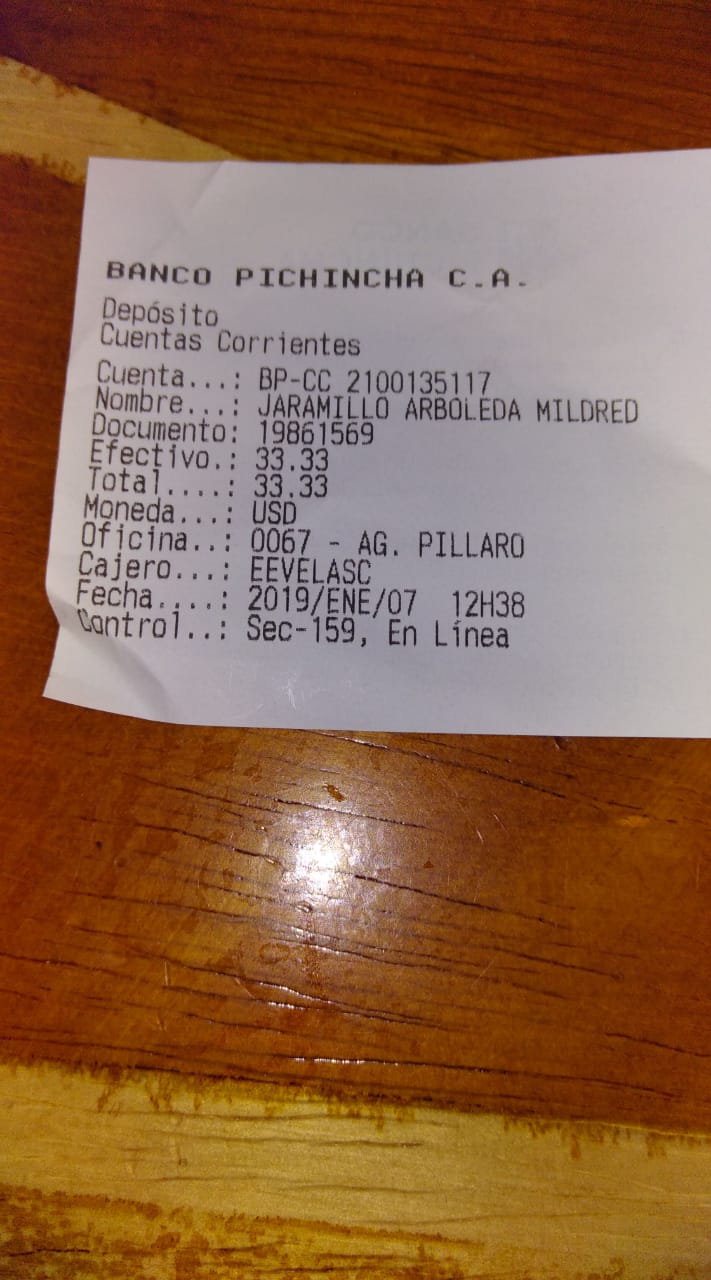 BANCO PICHINCHA C.A.
Depósito
Cuentas Corrientes
Cuenta...: BP-CC 2100135117
Nombre...: JARAMILLO ARBOLEDA MILDRED
Documento: 19861569
Efectivo.: 33.33
Total....: 33.33
Moneda...: USD
Oficina..: 0067 - AG. PILLARO
Cajero...: EEVELASC
Fecha....: 2019/ENE/07  12H38
Control..: Sec-159, En Línea